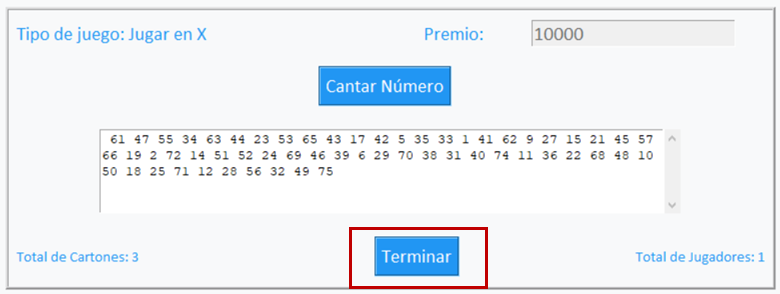 Tipo de juego: Jugar en X Premio: 10000
Cantar Número
61 47 55 34 63 44 23 53 65 43 17 42 5 35 33 1 41 62 9 27 15 21 45 57
66 19 2 72 14 51 52 24 69 46 39 6 29 70 38 31 40 74 11 36 22 68 48 10
50 18 25 71 12 28 56 32 49 75
Terminar
Total de Cartones: 3 Total de Jugadores: 1